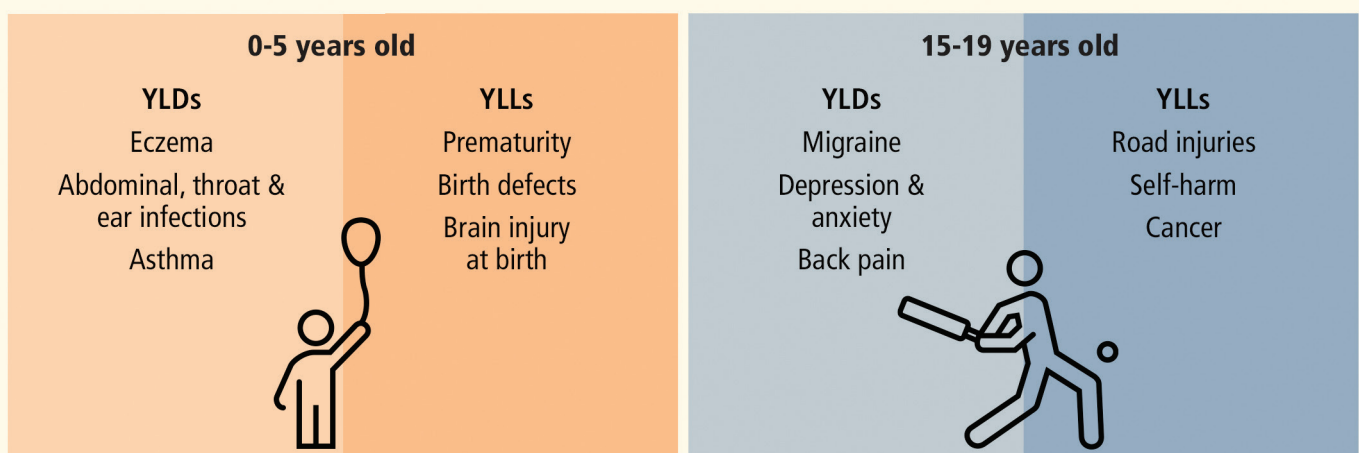 0-5 years old
YLDs
Eczema
Abdominal, throat &
ear infections
Asthma
YLLs
Prematurity
Birth defects
Brain injury
at birth
15-19 years old
YLDs
Migraine
Depression &
anxiety
Back pain
YLLs
Road injuries
Self-harm
Cancer